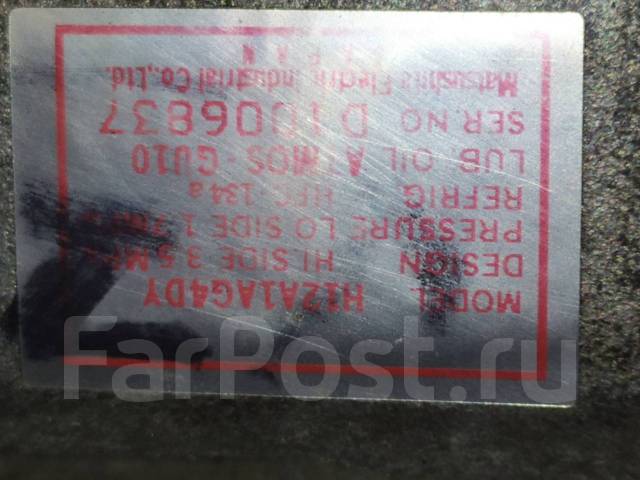 MODEL H12A1AG4DY
DESIGN HI SIDE 3.5 MPa
PRESSURE LO SIDE 1.7
REFRIG. HFC 134a
LUB. OIL ATMOS-GU10
SER.NO D1006837
Matsushita Electric Industrial Co.,Ltd.
JAPAN
FarPost.ru